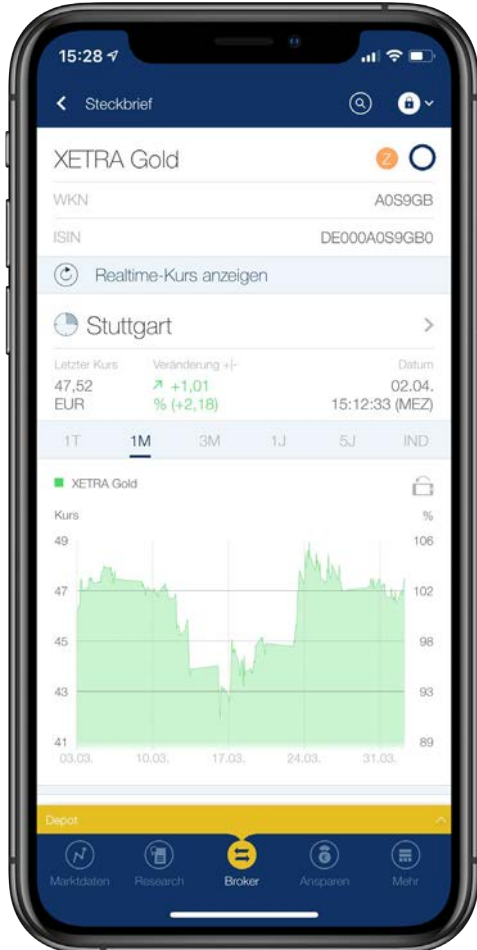 15:28
Steckbrief
XETRA Gold
Z
WKN A0S9GB
ISIN DE000A0S9GB0
Realtime-Kurs anzeigen
Stuttgart
Letzter Kurs Veränderung +|- Datum
47,52 +1,01 02.04.
EUR % (+2,18) 15:12:33 (MEZ)
1T 1M 3M 1J 5J IND
XETRA Gold
Kurs %
49 106
47 102
45 98
43 93
41 89
03.03. 10.03. 17.03. 24.03. 31.03.
Depot
Marktdaten Research Broker Ansparen Mehr